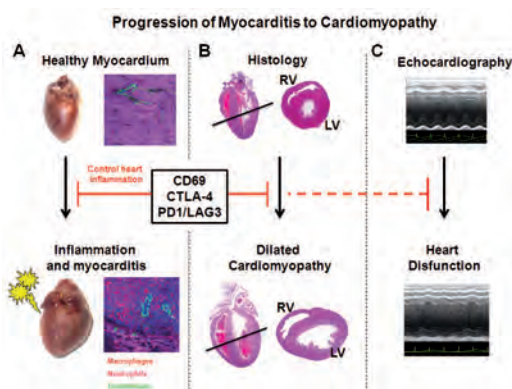 Progression of Myocarditis to Cardiomyopathy
A
Healthy Myocardium
B
Histology
RV
LV
C
Echocardiography
Control heart
inflammation
CD69
CTLA-4
PD1/LAG3
Inflammation
and myocarditis
Macrophages
Neutrophils
Dilated
Cardiomyopathy
RV
LV
Heart
Disfunction